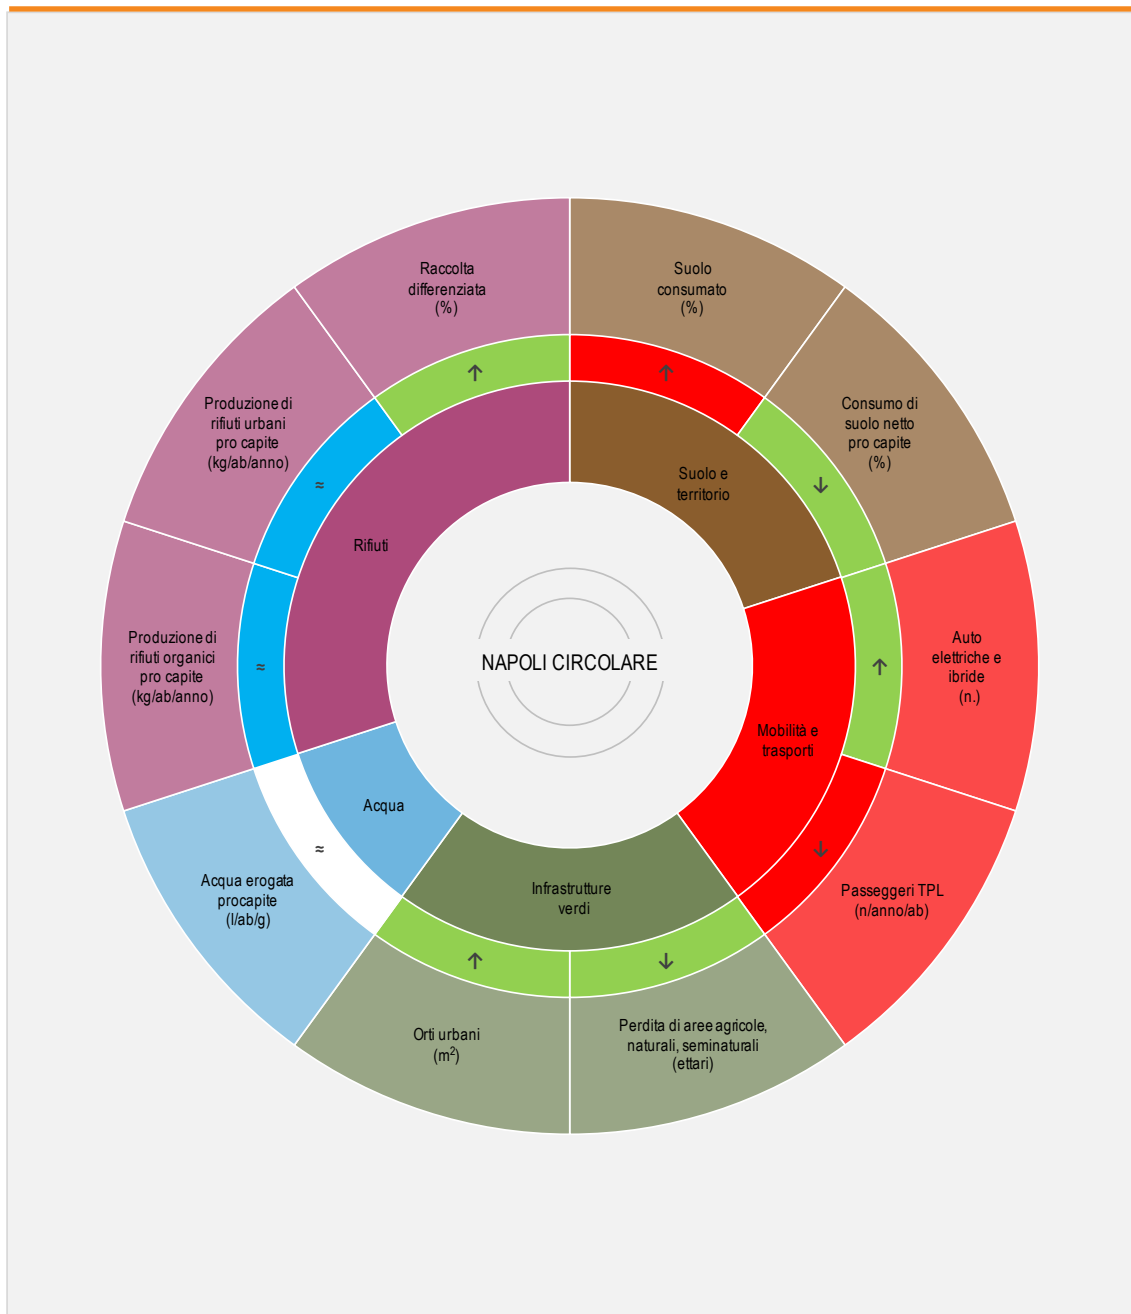 Raccolta
differenziata
(%)
↑
Suolo
consumato
(%)
↑
Produzione di
rifiuti urbani
pro capite
(kg/ab/anno)
≈
Consumo di
suolo netto
pro capite
(%)
↓
Suolo e
territorio
Rifiuti
Produzione di
rifiuti organici
pro capite
(kg/ab/anno)
≈
NAPOLI CIRCOLARE
Auto
elettriche e
ibride
(n.)
↑
Mobilità e
trasporti
Acqua
Acqua erogata
procapite
(l/ab/g)
≈
Infrastrutture
verdi
Passeggeri TPL
(n/anno/ab)
↓
Orti urbani
(m²)
↑
Perdita di aree agricole,
naturali, seminaturali
(ettari)
↓